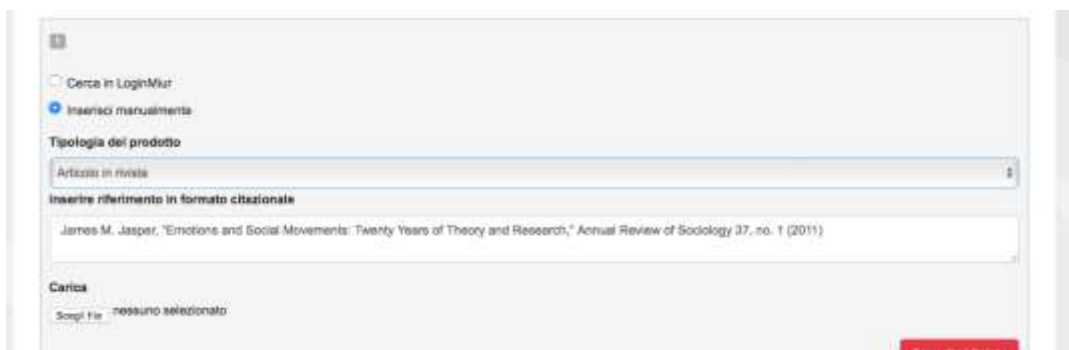 Cerca in LoginMiur
Inserisci manualmente
Tipologia del prodotto
Articolo in rivista
Inserire riferimento in formato citazionale
James M. Jasper, "Emotions and Social Movements: Twenty Years of Theory and Research," Annual Review of Sociology 37, no. 1 (2011)
Carica
Scegli file nessuno selezionato